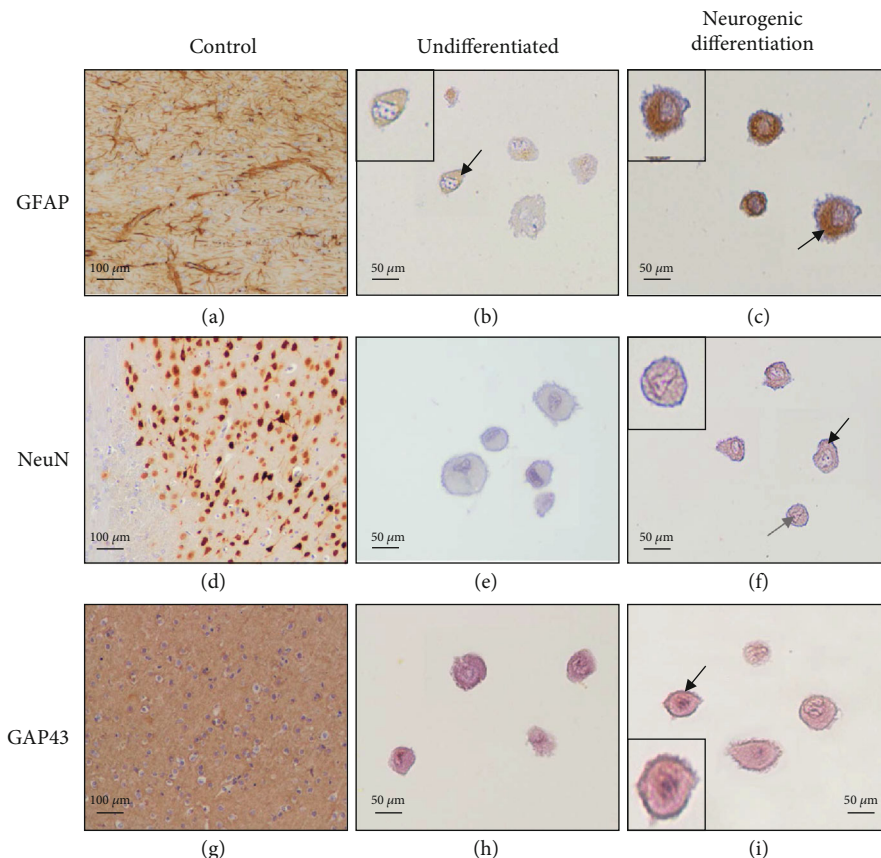 Control
Undifferentiated
Neurogenic
differentiation
GFAP
100 μm
50 μm
50 μm
(a)
(b)
(c)
NeuN
100 μm
50 μm
50 μm
(d)
(e)
(f)
GAP43
100 μm
50 μm
50 μm
(g)
(h)
(i)